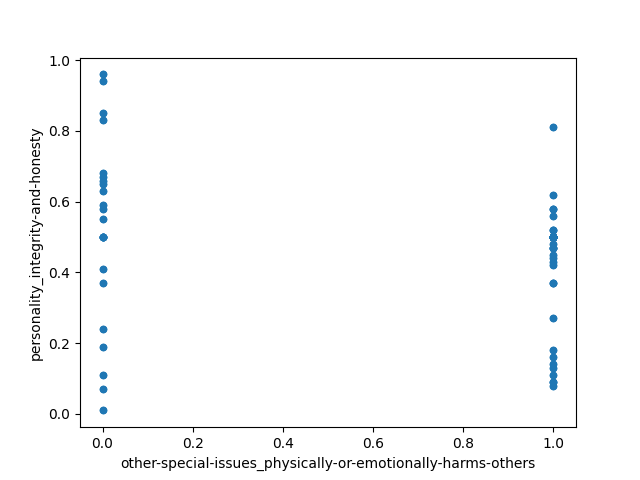 1.0
0.8
0.6
0.4
0.2
0.0
personality_integrity-and-honesty
0.0 0.2 0.4 0.6 0.8 1.0
other-special-issues_physically-or-emotionally-harms-others